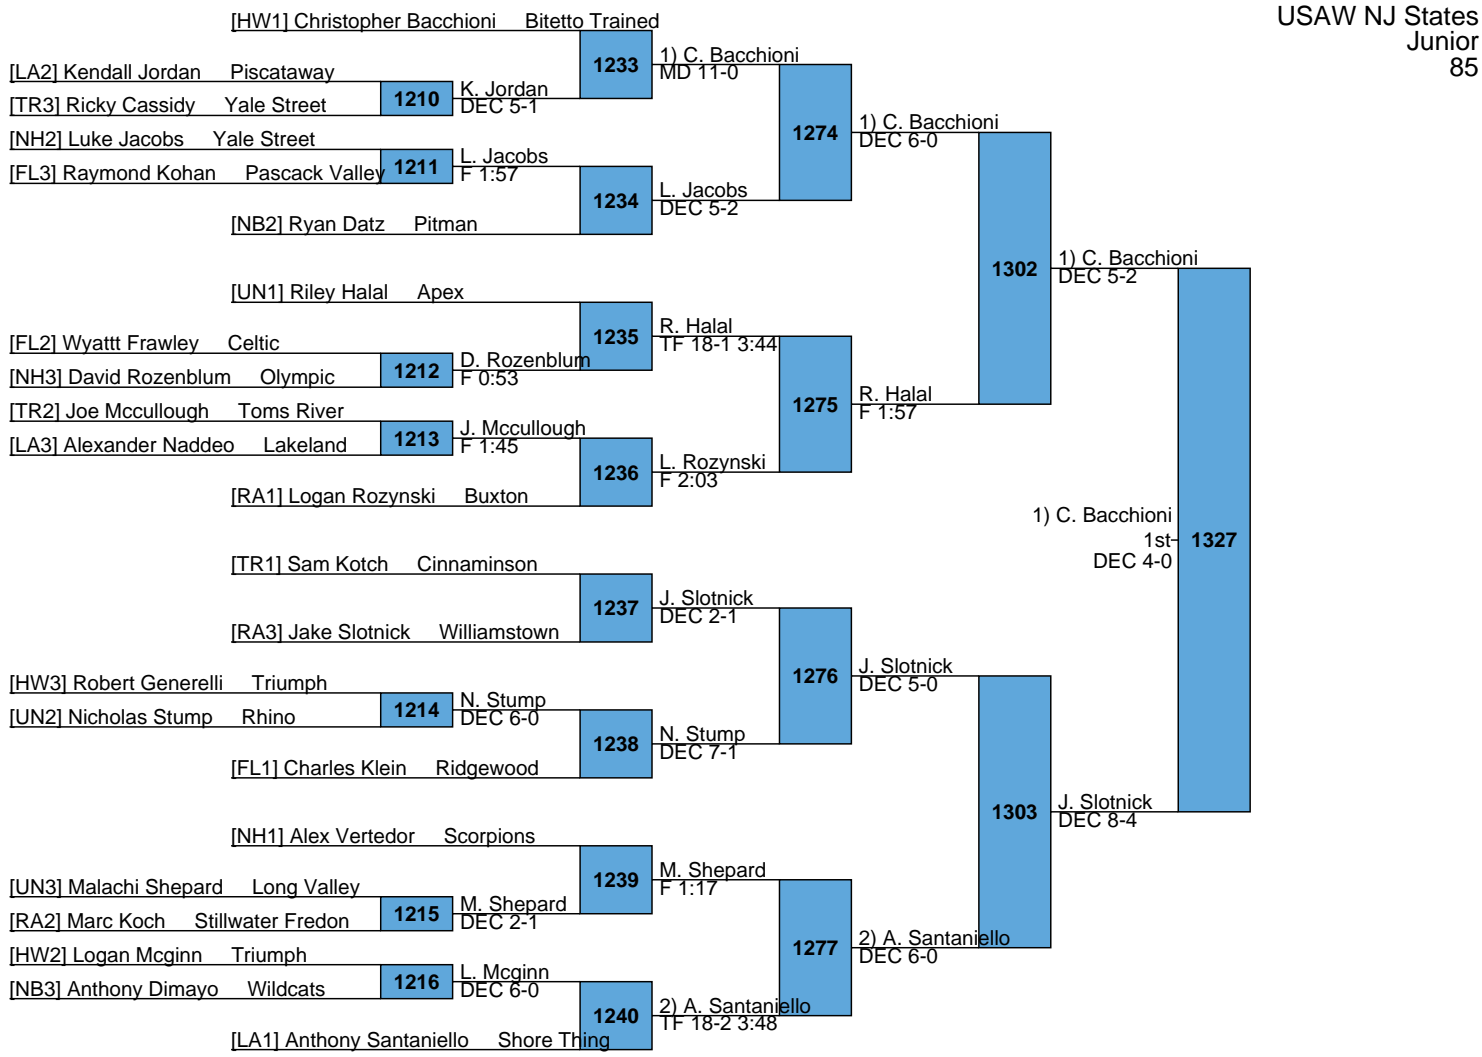 USAW NJ States
Junior
85
[HW1] Christopher Bacchioni Bitetto Trained
1233
1) C. Bacchioni
MD 11-0
[LA2] Kendall Jordan Piscataway
[TR3] Ricky Cassidy Yale Street
1210
K. Jordan
DEC 5-1
1274
1) C. Bacchioni
DEC 6-0
[NH2] Luke Jacobs Yale Street
[FL3] Raymond Kohan Pascack Valley
1211
L. Jacobs
F 1:57
1234
L. Jacobs
DEC 5-2
[NB2] Ryan Datz Pitman
1302
1) C. Bacchioni
DEC 5-2
[UN1] Riley Halal Apex
1235
R. Halal
TF 18-1 3:44
[FL2] Wyattt Frawley Celtic
[NH3] David Rozenblum Olympic
1212
D. Rozenblum
F 0:53
1275
R. Halal
F 1:57
[TR2] Joe Mccullough Toms River
[LA3] Alexander Naddeo Lakeland
1213
J. Mccullough
F 1:45
1236
L. Rozynski
F 2:03
[RA1] Logan Rozynski Buxton
1) C. Bacchioni
1st
DEC 4-0
1327
[TR1] Sam Kotch Cinnaminson
1237
J. Slotnick
DEC 2-1
[RA3] Jake Slotnick Williamstown
1276
J. Slotnick
DEC 5-0
[HW3] Robert Generelli Triumph
[UN2] Nicholas Stump Rhino
1214
N. Stump
DEC 6-0
1238
N. Stump
DEC 7-1
[FL1] Charles Klein Ridgewood
1303
J. Slotnick
DEC 8-4
[NH1] Alex Vertedor Scorpions
1239
M. Shepard
F 1:17
[UN3] Malachi Shepard Long Valley
[RA2] Marc Koch Stillwater Fredon
1215
M. Shepard
DEC 2-1
1277
2) A. Santaniello
DEC 6-0
[HW2] Logan Mcginn Triumph
[NB3] Anthony Dimayo Wildcats
1216
L. Mcginn
DEC 6-0
1240
2) A. Santaniello
TF 18-2 3:48
[LA1] Anthony Santaniello Shore Thing